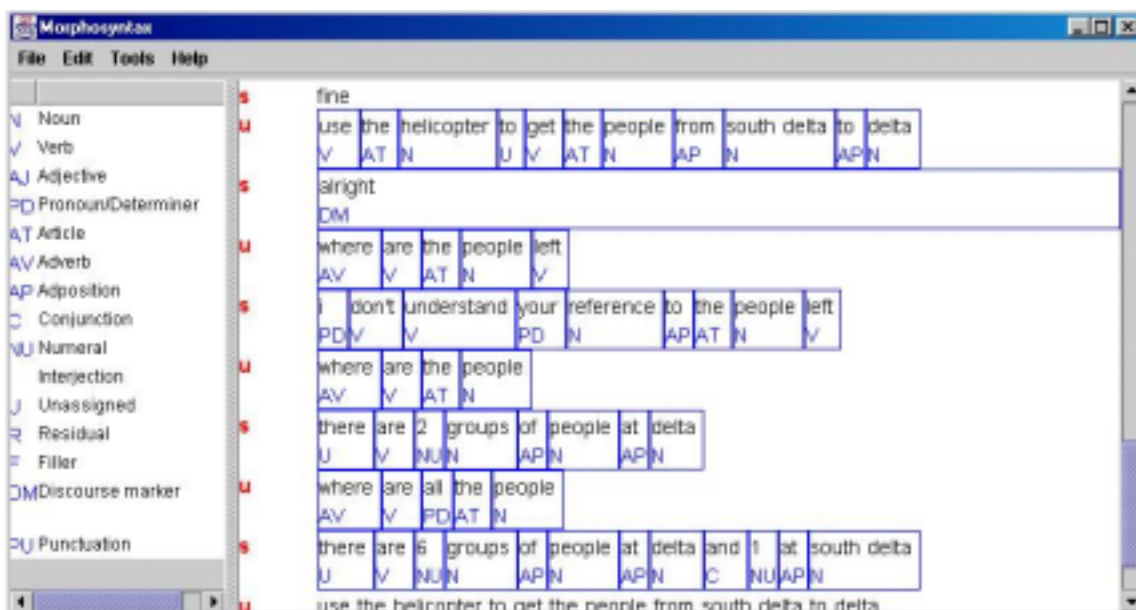 Morphosyntax
File Edit Tools Help
N Noun
V Verb
AJ Adjective
PD Pronoun/Determiner
AT Article
AV Adverb
AP Adposition
C Conjunction
NU Numeral
Interjection
U Unassigned
R Residual
F Filler
DM Discourse marker
PU Punctuation
s fine
u use the helicopter to get the people from south delta to delta
V AT N U V AT N AP N AP N
s alright
DM
u where are the people left
AV V AT N V
s i don't understand your reference to the people left
PD V V PD N AP AT N V
u where are the people
AV V AT N
s there are 2 groups of people at delta
U V NU N AP N AP N
u where are all the people
AV V PD AT N
s there are 6 groups of people at delta and 1 at south delta
U V NU N AP N AP N C NU AP N
u use the helicopter to get the people from south delta to delta